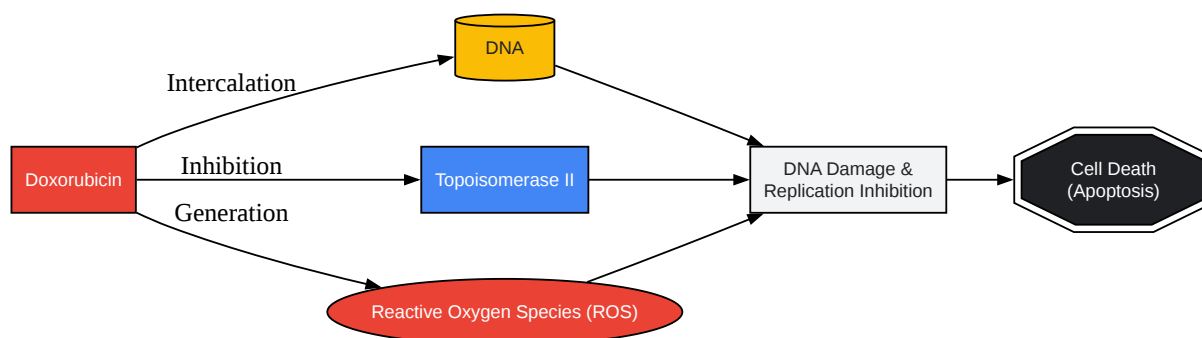 DNA
Intercalation
Doxorubicin
Inhibition
Topoisomerase II
DNA Damage &
Replication Inhibition
Cell Death
(Apoptosis)
Generation
Reactive Oxygen Species (ROS)